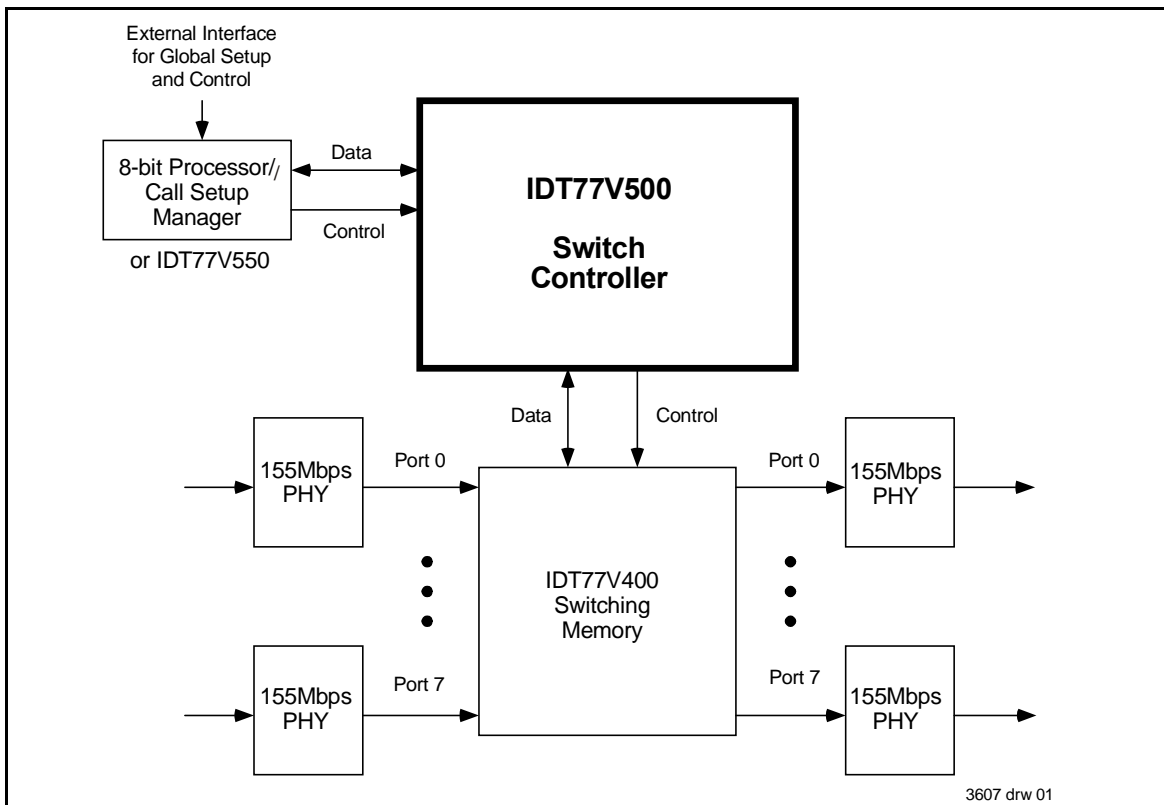 External Interface
for Global Setup
and Control
8-bit Processor//
Call Setup
Manager
or IDT77V550
Data
Control
IDT77V500
Switch
Controller
Data
Control
155Mbps
PHY
Port 0
Port 0
155Mbps
PHY
IDT77V400
Switching
Memory
155Mbps
PHY
Port 7
Port 7
155Mbps
PHY
3607 drw 01